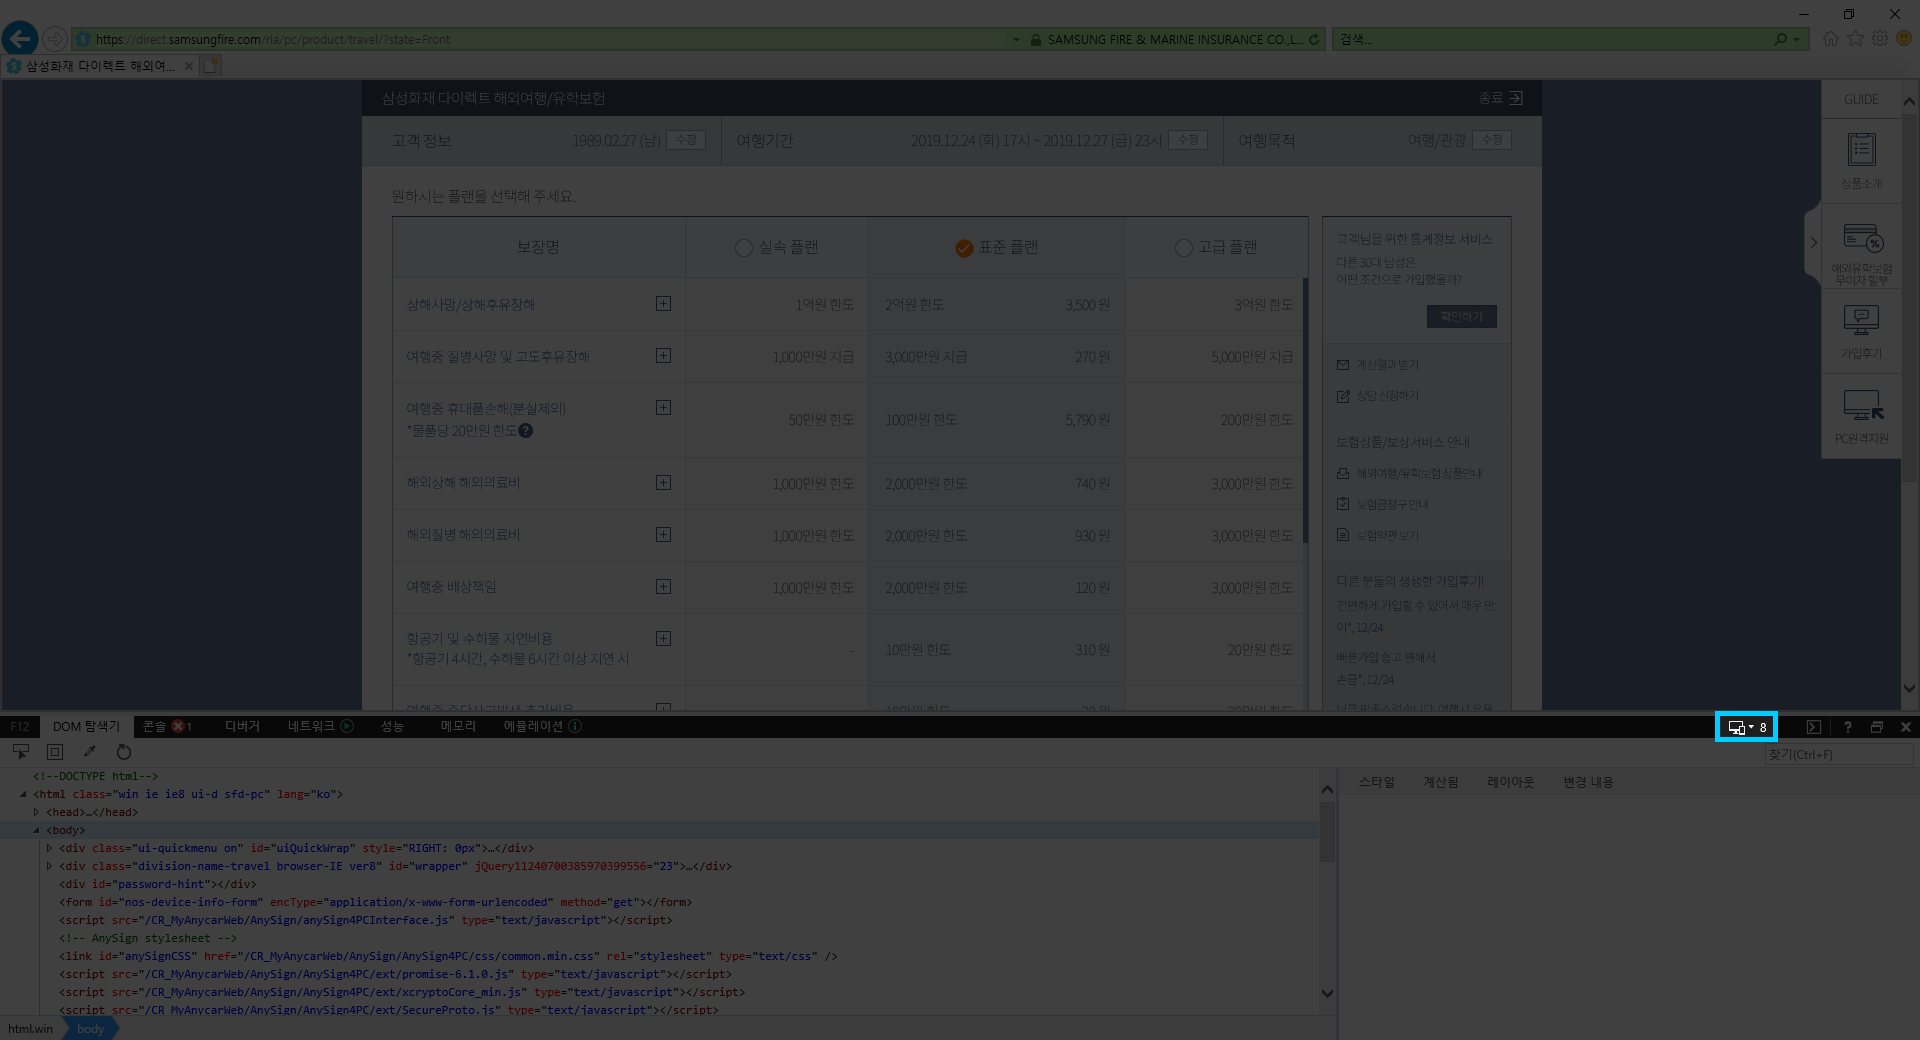 https://direct.samsungfire.com/ria/pc/product/travel/?state=Front
SAMSUNG FIRE & MARINE INSURANCE CO.,L...
검색...
삼성화재 다이렉트 해외여...
삼성화재 다이렉트 해외여행/유학보험
종료
고객 정보
1989.02.27 (남)
수정
여행기간
2019.12.24 (화) 17시 ~ 2019.12.27 (금) 23시
수정
여행목적
여행/관광
수정
원하시는 플랜을 선택해 주세요.
보장명
실속 플랜
표준 플랜
고급 플랜
상해사망/상해후유장해
1억원 한도
2억원 한도
3,500 원
3억원 한도
여행중 질병사망 및 고도후유장해
1,000만원 지급
3,000만원 지급
270 원
5,000만원 지급
여행중 휴대품손해(분실제외)
*물품당 20만원 한도
50만원 한도
100만원 한도
5,790 원
200만원 한도
해외상해 해외의료비
1,000만원 한도
2,000만원 한도
740 원
3,000만원 한도
해외질병 해외의료비
1,000만원 한도
2,000만원 한도
930 원
3,000만원 한도
여행중 배상책임
1,000만원 한도
2,000만원 한도
120 원
3,000만원 한도
항공기 및 수하물 지연비용
*항공기 4시간, 수하물 6시간 이상 지연 시
-
10만원 한도
310 원
20만원 한도
고객님을 위한 통계정보 서비스
다른 30대 남성은
어떤 조건으로 가입했을까?
확인하기
계산결과 받기
상담 신청하기
보험상품/보상서비스 안내
해외여행/유학보험 상품안내
보험금청구 안내
보험약관 보기
다른 분들의 생생한 가입후기!
간편하게 가입할 수 있어서 매우 만
이*, 12/24
빠른가입 쉽고 편해서
손금*, 12/24
GUIDE
상품소개
해외유학보험
무이자 할부
가입후기
PC원격지원
F12
DOM 탐색기
콘솔
1
디버거
네트워크
성능
메모리
에뮬레이션
8
찾기(Ctrl+F)
스타일
계산됨
레이아웃
변경 내용
<!--DOCTYPE html-->
<html class="win ie ie8 ui-d sfd-pc" lang="ko">
<head>…</head>
<body>
<div class="ui-quickmenu on" id="uiQuickWrap" style="RIGHT: 0px">…</div>
<div class="division-name-travel browser-IE ver8" id="wrapper" jQuery11240700385970399556="23">…</div>
<div id="password-hint"></div>
<form id="nos-device-info-form" encType="application/x-www-form-urlencoded" method="get"></form>
<script src="/CR_MyAnycarWeb/AnySign/anySign4PCInterface.js" type="text/javascript"></script>
<!-- AnySign stylesheet -->
<link id="anySignCSS" href="/CR_MyAnycarWeb/AnySign/AnySign4PC/css/common.min.css" rel="stylesheet" type="text/css" />
<script src="/CR_MyAnycarWeb/AnySign/AnySign4PC/ext/promise-6.1.0.js" type="text/javascript"></script>
<script src="/CR_MyAnycarWeb/AnySign/AnySign4PC/ext/xcryptoCore_min.js" type="text/javascript"></script>
<script src="/CR_MyAnycarWeb/AnySign/AnySign4PC/ext/SecureProto.js" type="text/javascript"></script>
html.win
body